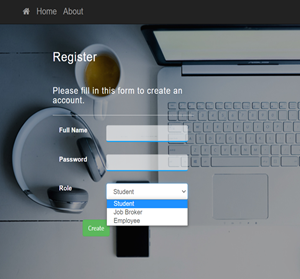 Home About
Register
Please fill in this form to create an
account.
Full Name
Password
Role
Student
Student
Job Broker
Employee
Create